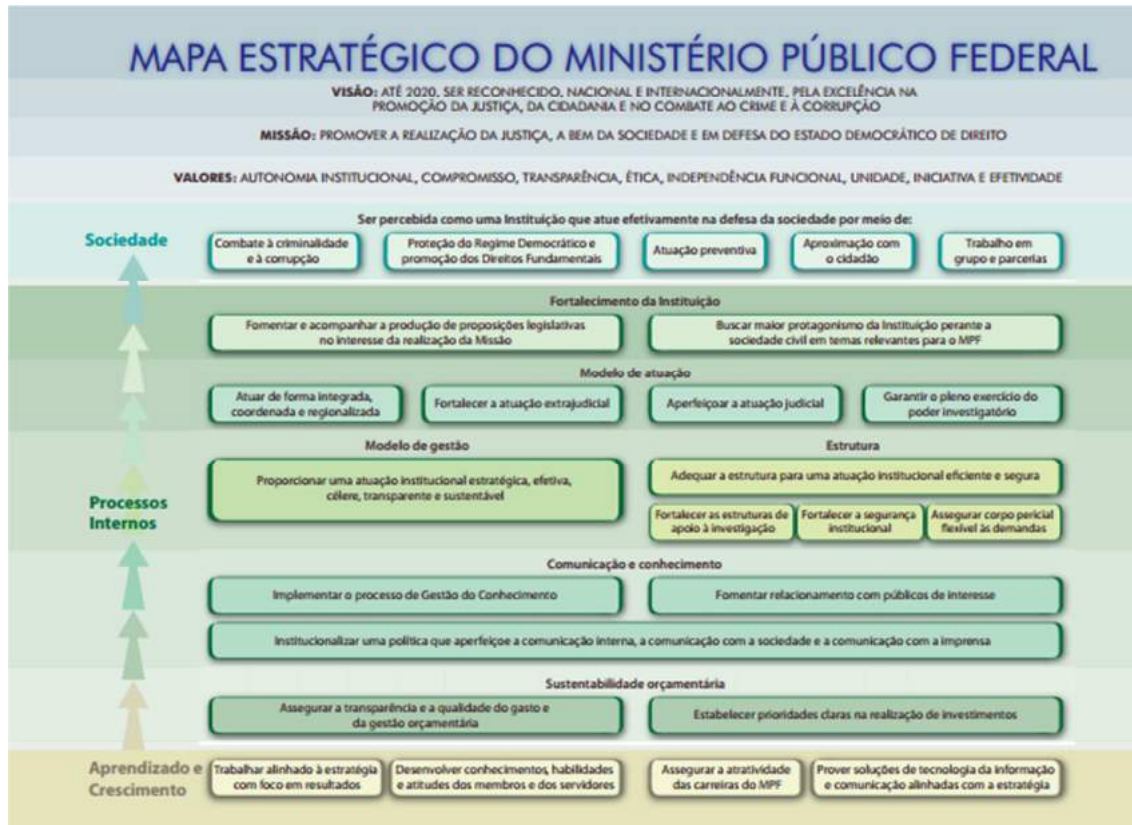 MAPA ESTRATÉGICO DO MINISTÉRIO PÚBLICO FEDERAL
VISÃO: ATÉ 2020, SER RECONHECIDO, NACIONAL E INTERNACIONALMENTE, PELA EXCELÊNCIA NA
PROMOÇÃO DA JUSTIÇA, DA CIDADANIA E NO COMBATE AO CRIME E À CORRUPÇÃO
MISSÃO: PROMOVER A REALIZAÇÃO DA JUSTIÇA, A BEM DA SOCIEDADE E EM DEFESA DO ESTADO DEMOCRÁTICO DE DIREITO
VALORES: AUTONOMIA INSTITUCIONAL, COMPROMISSO, TRANSPARÊNCIA, ÉTICA, INDEPENDÊNCIA FUNCIONAL, UNIDADE, INICIATIVA E EFETIVIDADE
Sociedade
Ser percebida como uma Instituição que atue efetivamente na defesa da sociedade por meio de:
Combate à criminalidade
e à corrupção
Proteção do Regime Democrático e
promoção dos Direitos Fundamentais
Atuação preventiva
Aproximação com
o cidadão
Trabalho em
grupo e parcerias
Processos
Internos
Fortalecimento da Instituição
Fomentar e acompanhar a produção de proposições legislativas
no interesse da realização da Missão
Buscar maior protagonismo da Instituição perante a
sociedade civil em temas relevantes para o MPF
Modelo de atuação
Atuar de forma integrada,
coordenada e regionalizada
Fortalecer a atuação extrajudicial
Aperfeiçoar a atuação judicial
Garantir o pleno exercício do
poder investigatório
Modelo de gestão
Proporcionar uma atuação institucional estratégica, efetiva,
célere, transparente e sustentável
Estrutura
Adequar a estrutura para uma atuação institucional eficiente e segura
Fortalecer as estruturas de
apoio à investigação
Fortalecer a segurança
institucional
Assegurar corpo pericial
flexível às demandas
Comunicação e conhecimento
Implementar o processo de Gestão do Conhecimento
Fomentar relacionamento com públicos de interesse
Institucionalizar uma política que aperfeiçoe a comunicação interna, a comunicação com a sociedade e a comunicação com a imprensa
Sustentabilidade orçamentária
Assegurar a transparência e a qualidade do gasto e
da gestão orçamentária
Estabelecer prioridades claras na realização de investimentos
Aprendizado e
Crescimento
Trabalhar alinhado à estratégia
com foco em resultados
Desenvolver conhecimentos, habilidades
e atitudes dos membros e dos servidores
Assegurar a atratividade
das carreiras do MPF
Prover soluções de tecnologia da informação
e comunicação alinhadas com a estratégia